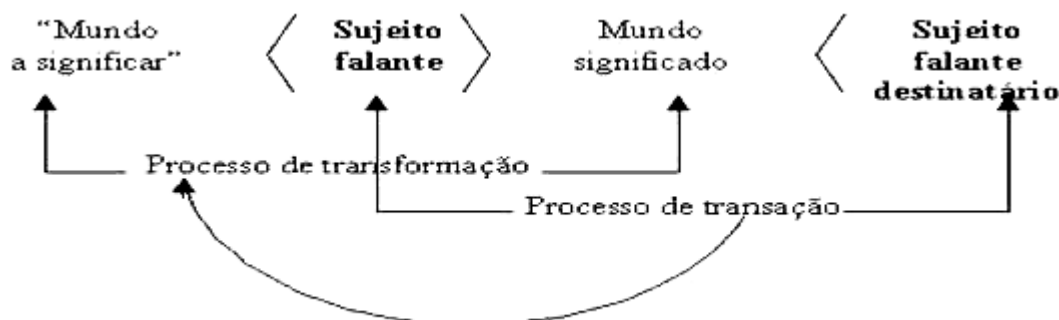 “Mundo
a significar”
Sujeito
falante
Mundo
significado
Sujeito
falante
destinatário
Processo de transformação
Processo de transação